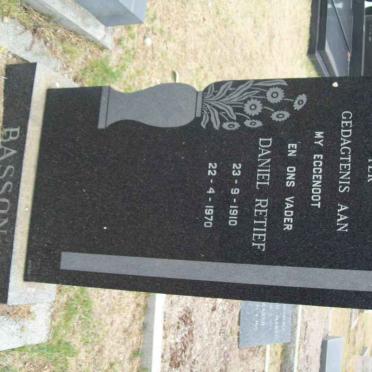 TER
GEDAGTENIS AAN
MY EGGENOOT
EN ONS VADER
DANIEL RETIEF
23-9-1910
22-4-1970
BASSON